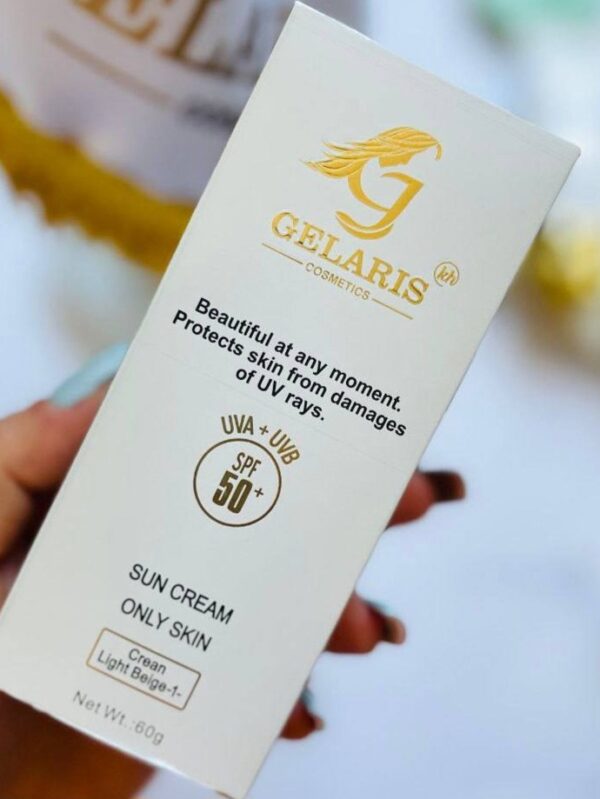 GELARIS
COSMETICS
Beautiful at any moment.
Protects skin from damages
of UV rays.
UVA + UVB
SPF
50+
SUN CREAM
ONLY SKIN
Crean
Light Beige-1-
Net Wt.:60g